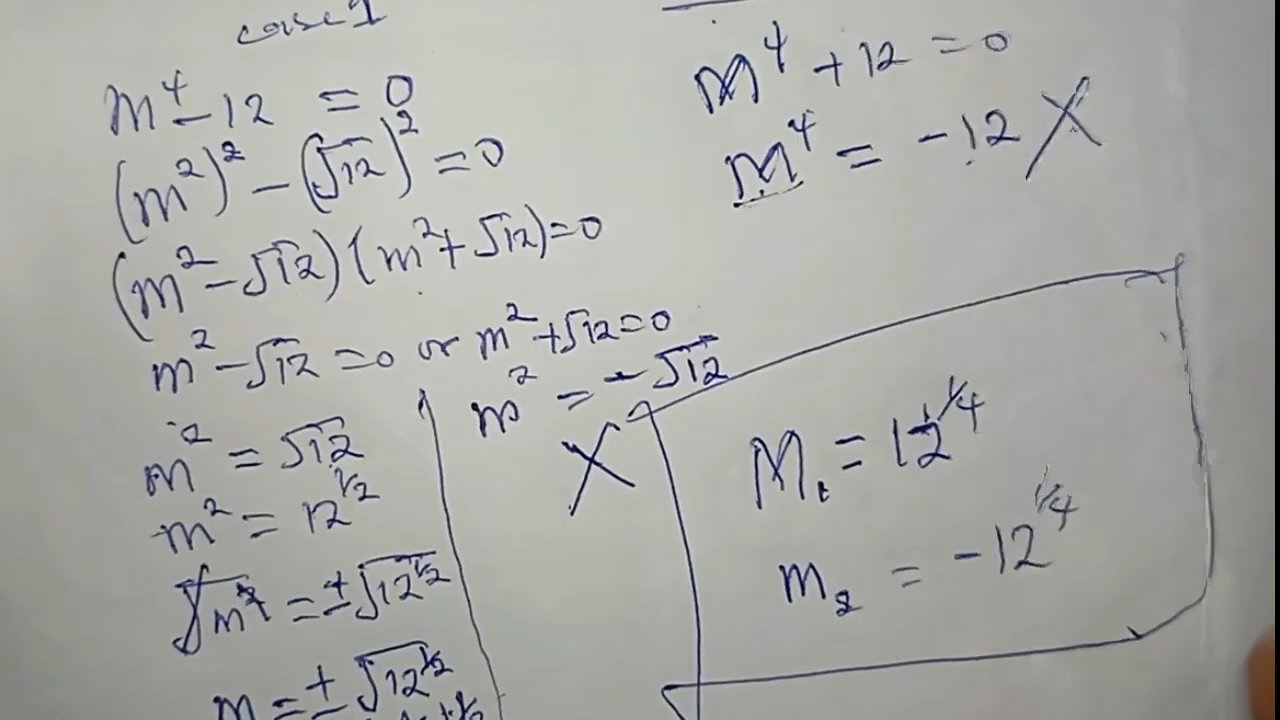 case 1
m⁴ - 12 = 0
(m²)² - (√12)² = 0
(m² - √12)(m² + √12) = 0
m² - √12 = 0 or m² + √12 = 0
m² = -√12
X
m² = √12
m² = 12^1/2
√m² = ±√12^1/2
m = ±√12^1/2
m⁴ + 12 = 0
m⁴ = -12 X
M₁ = 12^1/4
m₂ = -12^1/4